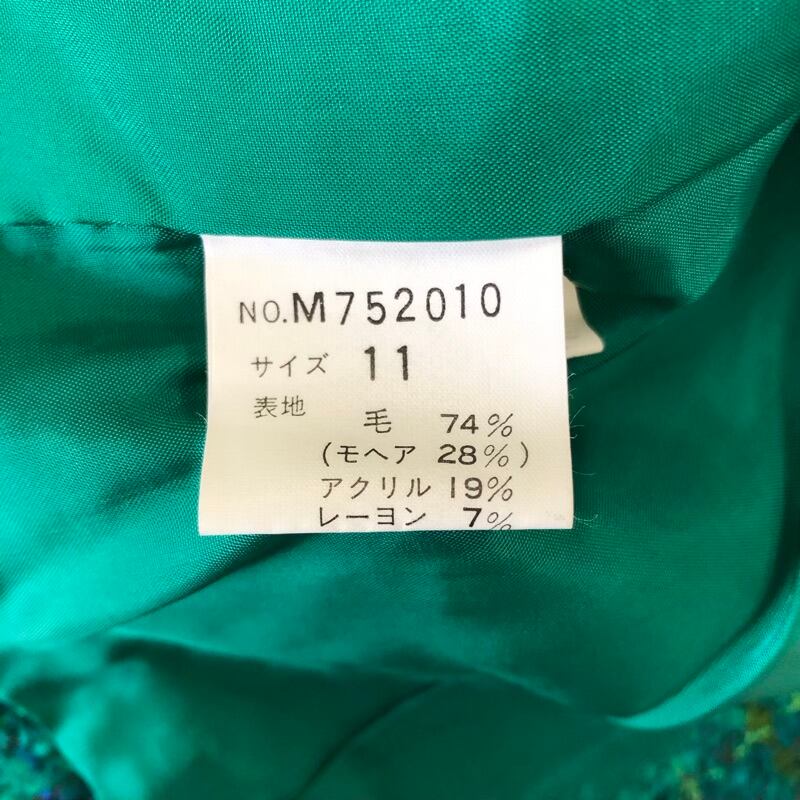 NO.M752010
サイズ 11
表地 毛 74%
(モヘア 28%)
アクリル 19%
レーヨン 7%